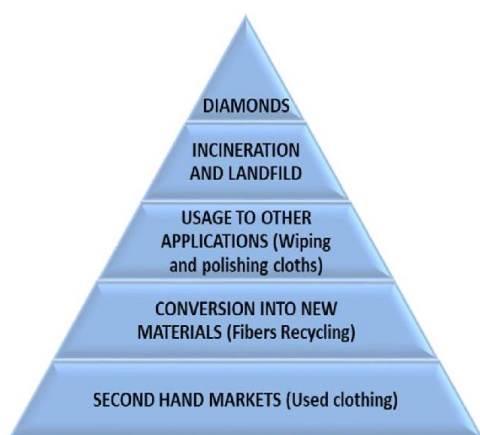 DIAMONDS
INCINERATION
AND LANDFILD
USAGE TO OTHER
APPLICATIONS (Wiping
and polishing cloths)
CONVERSION INTO NEW
MATERIALS (Fibers Recycling)
SECOND HAND MARKETS (Used clothing)